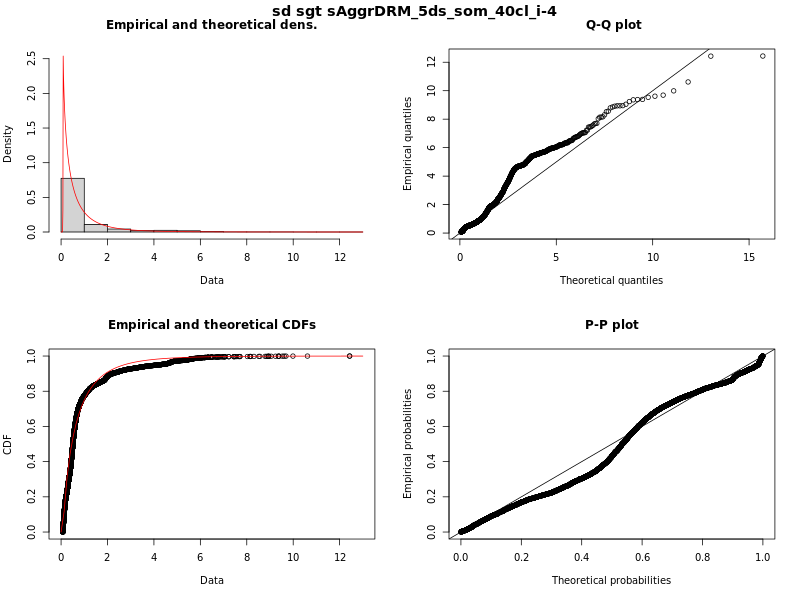 sd sgt sAggrDRM_5ds_som_40cl_i-4
Empirical and theoretical dens.
Density
0.0 0.5 1.0 1.5 2.0 2.5
0 2 4 6 8 10 12
Data
Q-Q plot
Empirical quantiles
0 2 4 6 8 10 12
0 5 10 15
Theoretical quantiles
Empirical and theoretical CDFs
CDF
0.0 0.2 0.4 0.6 0.8 1.0
0 2 4 6 8 10 12
Data
P-P plot
Empirical probabilities
0.0 0.2 0.4 0.6 0.8 1.0
0.0 0.2 0.4 0.6 0.8 1.0
Theoretical probabilities